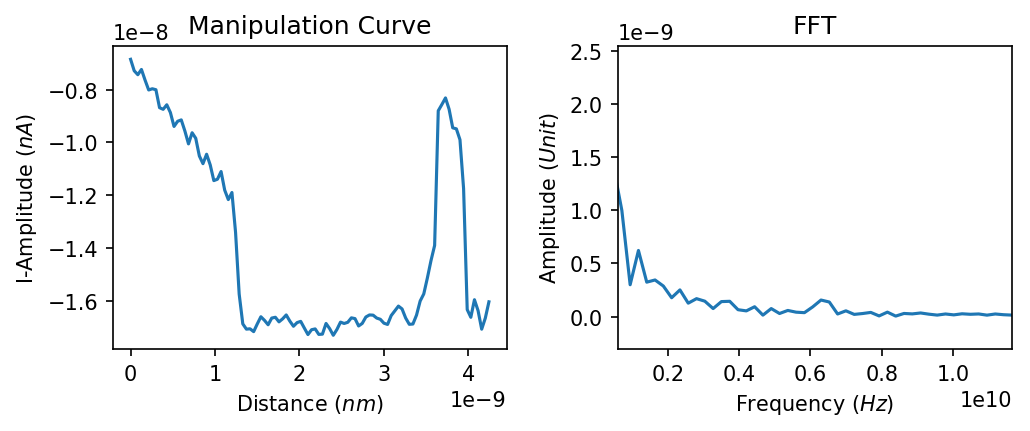 Manipulation Curve
1e−8
I-Amplitude (nA)
−0.8
−1.0
−1.2
−1.4
−1.6
0 1 2 3 4
1e−9
Distance (nm)
FFT
1e−9
Amplitude (Unit)
2.5
2.0
1.5
1.0
0.5
0.0
0.2 0.4 0.6 0.8 1.0
1e10
Frequency (Hz)